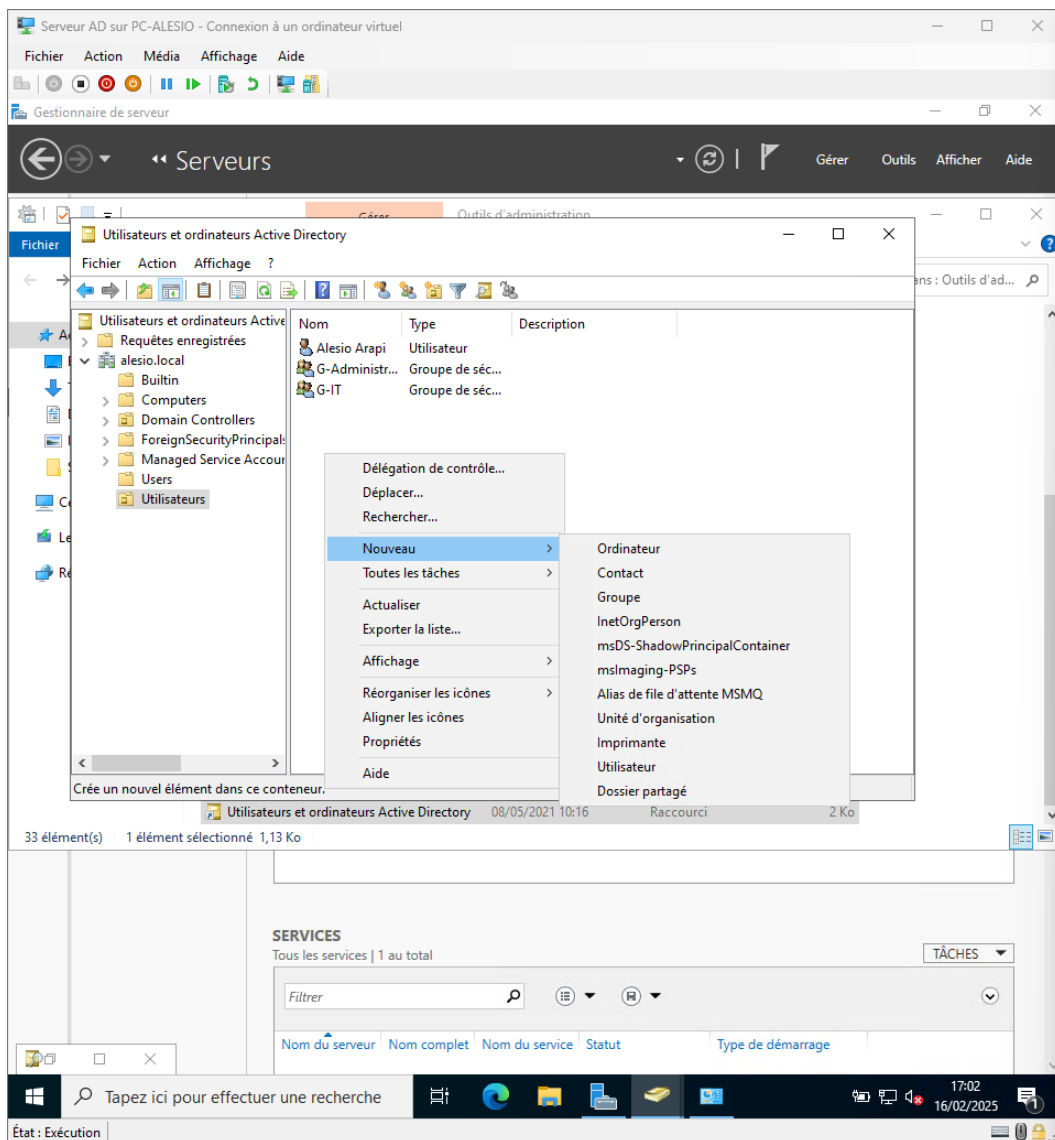 Serveur AD sur PC-ALESIO - Connexion à un ordinateur virtuel
Fichier Action Média Affichage Aide
Gestionnaire de serveur
Serveurs
Gérer Outils Afficher Aide
Gérer Outils d'administration
Fichier
Utilisateurs et ordinateurs Active Directory
Fichier Action Affichage ?
ans : Outils d'ad...
Utilisateurs et ordinateurs Active
Requêtes enregistrées
alesio.local
Builtin
Computers
Domain Controllers
ForeignSecurityPrincipals
Managed Service Accour
Users
Utilisateurs
Nom Type Description
Alesio Arapi Utilisateur
G-Administr... Groupe de séc...
G-IT Groupe de séc...
Délégation de contrôle...
Déplacer...
Rechercher...
Nouveau
Toutes les tâches
Actualiser
Exporter la liste...
Affichage
Réorganiser les icônes
Aligner les icônes
Propriétés
Aide
Ordinateur
Contact
Groupe
InetOrgPerson
msDS-ShadowPrincipalContainer
msImaging-PSPs
Alias de file d'attente MSMQ
Unité d'organisation
Imprimante
Utilisateur
Dossier partagé
Crée un nouvel élément dans ce conteneur.
Utilisateurs et ordinateurs Active Directory 08/05/2021 10:16 Raccourci 2 Ko
33 élément(s) 1 élément sélectionné 1,13 Ko
SERVICES
Tous les services | 1 au total
TÂCHES
Filtrer
Nom du serveur Nom complet Nom du service Statut Type de démarrage
Tapez ici pour effectuer une recherche
17:02
16/02/2025
1
État : Exécution